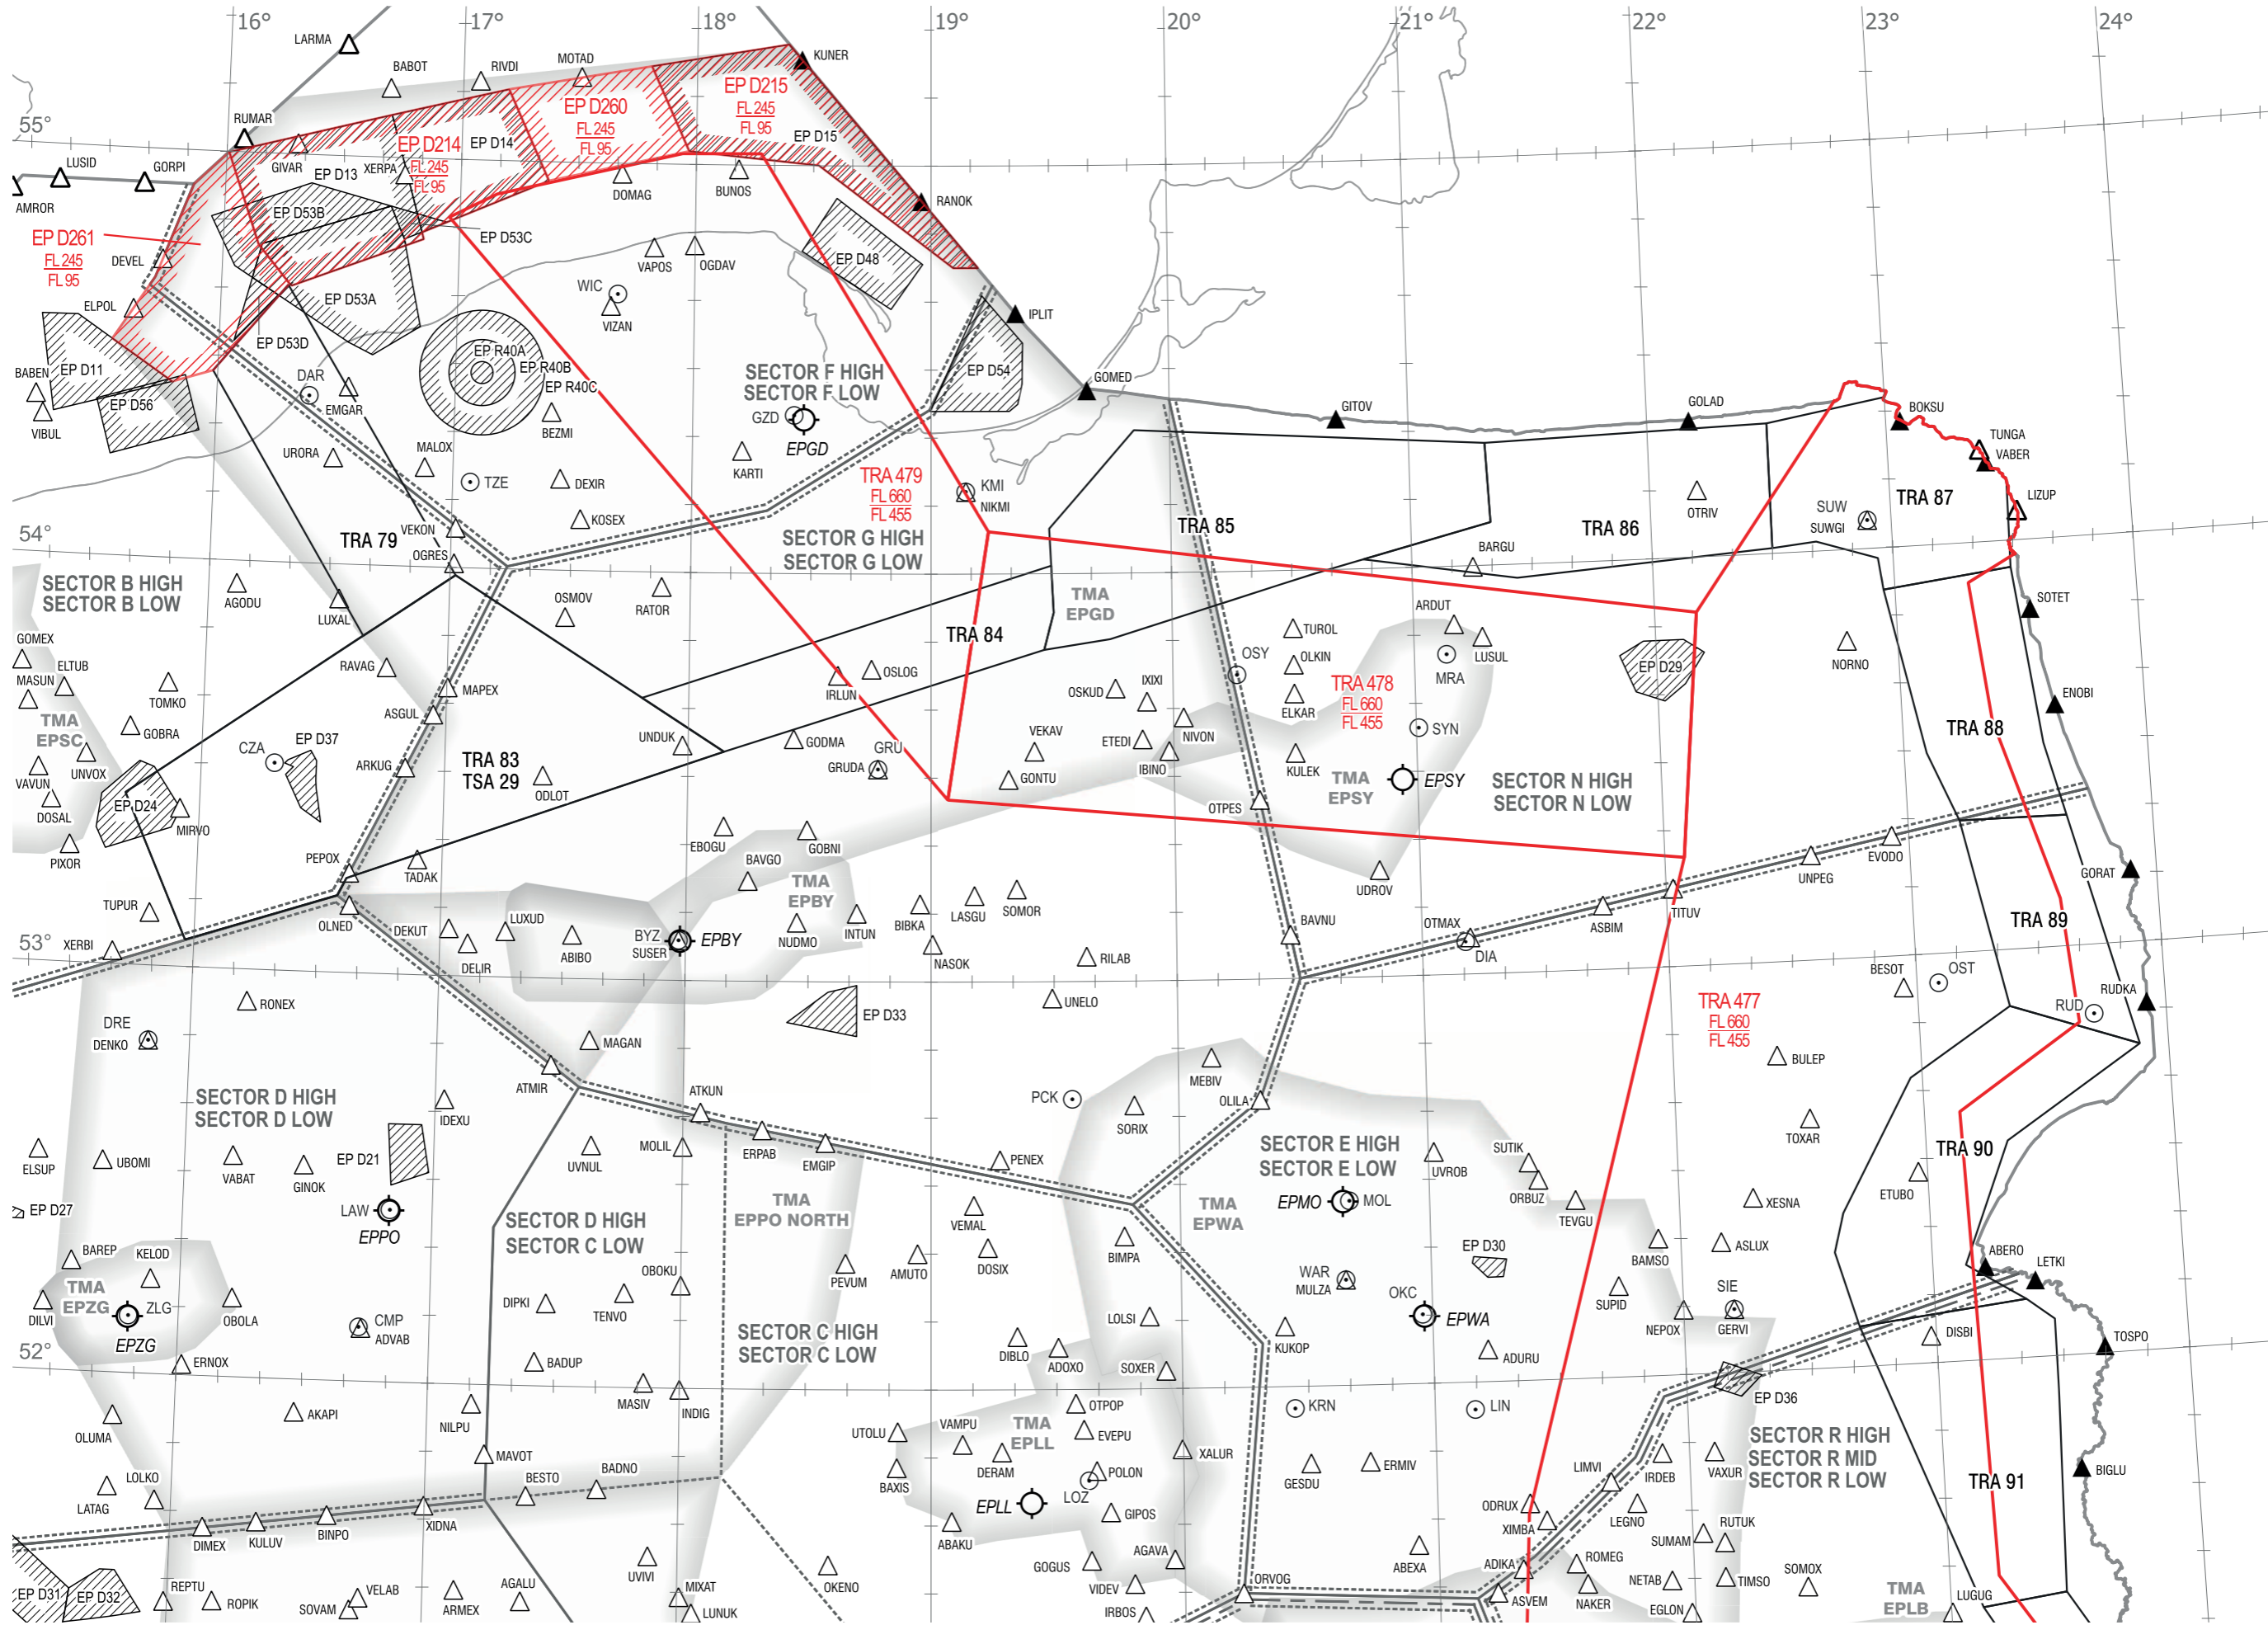 16°
17°
18°
19°
20°
21°
22°
23°
24°
LARMA
BABOT
RIVDI
MOTAD
KUNER
EP D215
FL 245
FL 95
EP D260
FL 245
FL 95
RUMAR
55°
EP D15
EP D214
FL 245
FL 95
EP D14
LUSID
GORPI
GIVAR
EP D13
XERPA
DOMAG
BUNOS
AMROR
RANOK
EP D53B
EP D53C
EP D261
FL 245
FL 95
DEVEL
VAPOS
OGDAV
EP D48
WIC
VIZAN
ELPOL
EP D53A
IPLIT
EP D53D
EP R40A
EP R40B
EP R40C
SECTOR F HIGH
SECTOR F LOW
EP D54
BABEN
EP D11
DAR
EMGAR
GOMED
EP D56
VIBUL
BEZMI
GZD
EPGD
GITOV
GOLAD
BOKSU
TUNGA
VABER
URORA
MALOX
KARTI
TZE
DEXIR
TRA 479
FL 660
FL 455
KMI
NIKMI
OTRIV
TRA 87
LIZUP
SUW
SUWGI
KOSEX
VEKON
TRA 79
OGRES
TRA 85
TRA 86
54°
SECTOR G HIGH
SECTOR G LOW
BARGU
SECTOR B HIGH
SECTOR B LOW
AGODU
LUXAL
OSMOV
RATOR
TMA
EPGD
ARDUT
SOTET
TUROL
LUSUL
TRA 84
GOMEX
ELTUB
MASUN
TOMKO
RAVAG
MAPEX
OSLOG
IRLUN
OSY
OLKIN
MRA
EP D29
NORNO
OSKUD
IXIXI
TRA 478
FL 660
FL 455
ELKAR
ENOBI
TMA
EPSC
GOBRA
ASGUL
UNDUK
GODMA
VEKAV
ETEDI
NIVON
SYN
TRA 88
CZA
EP D37
UNVOX
VAVUN
ARKUG
TRA 83
TSA 29
GRU
GRUDA
GONTU
IBINO
KULEK
TMA
EPSY
EPSY
SECTOR N HIGH
SECTOR N LOW
ODLOT
DOSAL
EP D24
MIRVO
OTPES
PIXOR
PEPOX
TADAK
EBOGU
GOBNI
BAVGO
UDROV
UNPEG
EVODO
GORAT
TMA
EPBY
TUPUR
OLNED
DEKUT
LUXUD
BYZ
SUSER
EPBY
NUDMO
INTUN
BIBKA
LASGU
SOMOR
BAVNU
OTMAX
DIA
ASBIM
TITUV
TRA 89
XERBI
53°
DELIR
ABIBO
NASOK
RILAB
BESOT
OST
RONEX
EP D33
UNELO
TRA 477
FL 660
FL 455
RUD
RUDKA
DRE
DENKO
MAGAN
ATMIR
MEBIV
BULEP
SECTOR D HIGH
SECTOR D LOW
IDEXU
ATKUN
PCK
SORIX
OLILA
TOXAR
ELSUP
UBOMI
VABAT
GINOK
EP D21
UVNUL
MOLIL
ERPAB
EMGIP
PENEX
SECTOR E HIGH
SECTOR E LOW
UVROB
SUTIK
ORBUZ
TRA 90
ETUBO
EP D27
LAW
EPPO
SECTOR D HIGH
SECTOR C LOW
TMA
EPPO NORTH
VEMAL
TMA
EPWA
EPMO
MOL
TEVGU
XESNA
BAREP
KELOD
AMUTO
DOSIX
BIMPA
EP D30
BAMSO
ASLUX
ABERO
LETKI
TMA
EPZG
ZLG
EPZG
DILVI
OBOLA
CMP
ADVAB
DIPKI
TENVO
OBOKU
PEVUM
WAR
MULZA
OKC
EPWA
SUPID
SIE
GERVI
NEPOX
SECTOR C HIGH
SECTOR C LOW
LOLSI
KUKOP
DISBI
TOSPO
52°
ERNOX
BADUP
DIBLO
ADOXO
SOXER
ADURU
EP D36
OLUMA
AKAPI
NILPU
MASIV
INDIG
OTPOP
KRN
LIN
UTOLU
VAMPU
TMA
EPLL
EVEPU
XALUR
SECTOR R HIGH
SECTOR R MID
SECTOR R LOW
LOLKO
LATAG
MAVOT
BESTO
BADNO
BAXIS
DERAM
POLON
LOZ
EPLL
GESDU
ERMIV
LIMVI
IRDEB
VAXUR
BIGLU
TRA 91
DIMEX
KULUV
BINPO
XIDNA
ABAKU
GIPOS
ODRUX
XIMBA
LEGNO
SUMAM
RUTUK
EP D31
EP D32
REPTU
ROPIK
SOVAM
VELAB
ARMEX
AGALU
UVIVI
MIXAT
LUNUK
OKENO
GOGUS
AGAVA
VIDEV
IRBOS
ORVOG
ABEXA
ADIKA
ASVEM
ROMEG
NAKER
NETAB
EGLON
TIMSO
SOMOX
TMA
EPLB
LUGUG